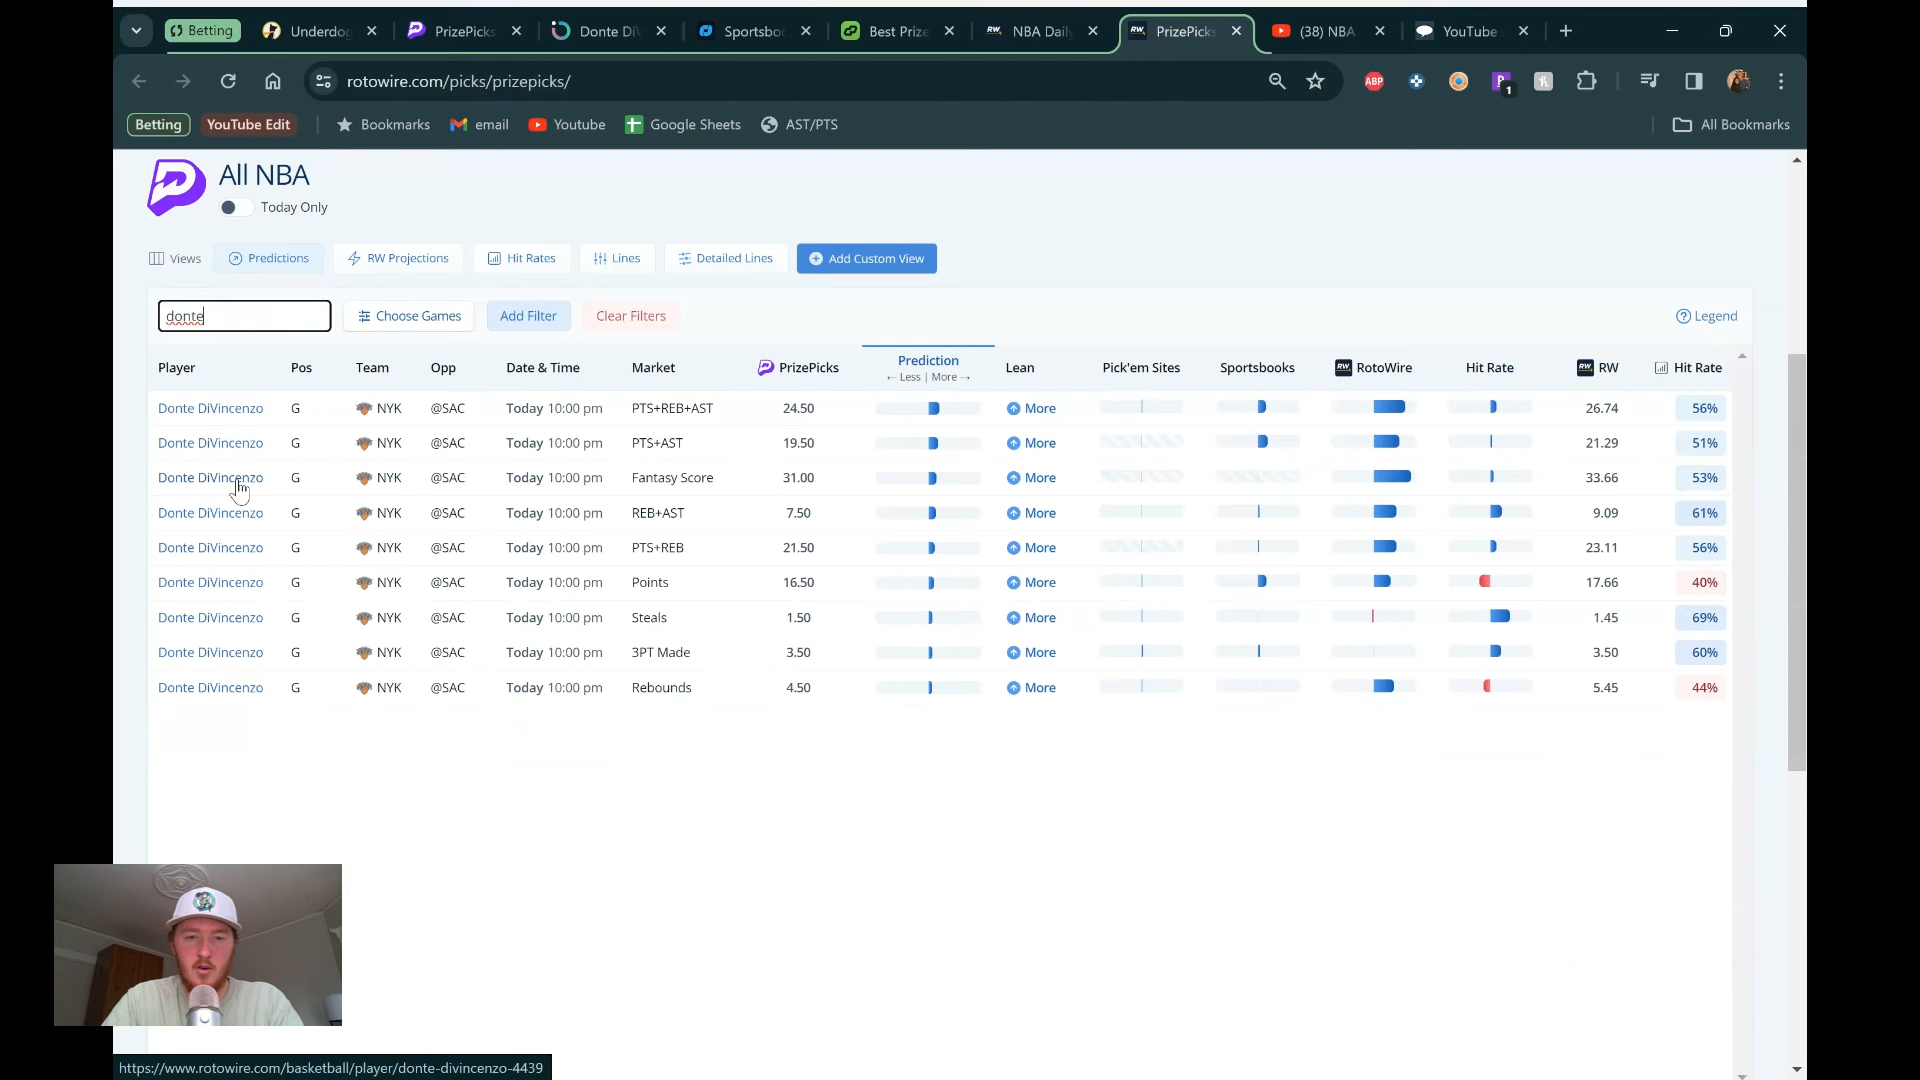 Betting Underdog PrizePicks Donte DiV Sportsboo Best Prize NBA Daily PrizePicks (38) NBA YouTube
rotowire.com/picks/prizepicks/ ABP 1
Betting YouTube Edit Bookmarks email Youtube Google Sheets AST/PTS All Bookmarks
All NBA
Today Only
Views Predictions RW Projections Hit Rates Lines Detailed Lines Add Custom View
donte Choose Games Add Filter Clear Filters Legend
Player Pos Team Opp Date & Time Market PrizePicks Prediction Lean Pick'em Sites Sportsbooks RotoWire Hit Rate RW Hit Rate
← Less | More →
Donte DiVincenzo G NYK @SAC Today 10:00 pm PTS+REB+AST 24.50 More 26.74 56%
Donte DiVincenzo G NYK @SAC Today 10:00 pm PTS+AST 19.50 More 21.29 51%
Donte DiVincenzo G NYK @SAC Today 10:00 pm Fantasy Score 31.00 More 33.66 53%
Donte DiVincenzo G NYK @SAC Today 10:00 pm REB+AST 7.50 More 9.09 61%
Donte DiVincenzo G NYK @SAC Today 10:00 pm PTS+REB 21.50 More 23.11 56%
Donte DiVincenzo G NYK @SAC Today 10:00 pm Points 16.50 More 17.66 40%
Donte DiVincenzo G NYK @SAC Today 10:00 pm Steals 1.50 More 1.45 69%
Donte DiVincenzo G NYK @SAC Today 10:00 pm 3PT Made 3.50 More 3.50 60%
Donte DiVincenzo G NYK @SAC Today 10:00 pm Rebounds 4.50 More 5.45 44%
https://www.rotowire.com/basketball/player/donte-divincenzo-4439